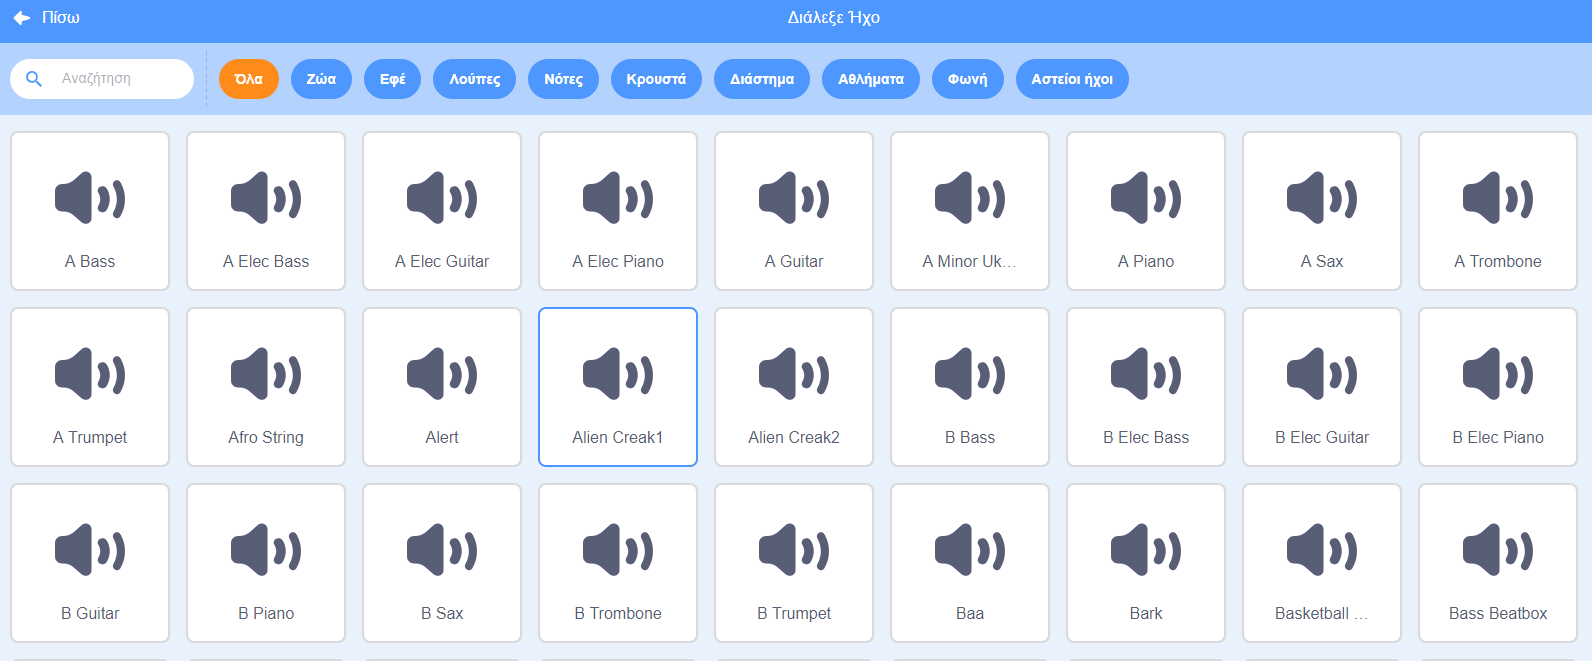 Πίσω
Διάλεξε Ήχο
Αναζήτηση
Όλα
Ζώα
Εφέ
Λούπες
Νότες
Κρουστά
Διάστημα
Αθλήματα
Φωνή
Αστείοι ήχοι
A Bass
A Elec Bass
A Elec Guitar
A Elec Piano
A Guitar
A Minor Uk...
A Piano
A Sax
A Trombone
A Trumpet
Afro String
Alert
Alien Creak1
Alien Creak2
B Bass
B Elec Bass
B Elec Guitar
B Elec Piano
B Guitar
B Piano
B Sax
B Trombone
B Trumpet
Baa
Bark
Basketball ...
Bass Beatbox